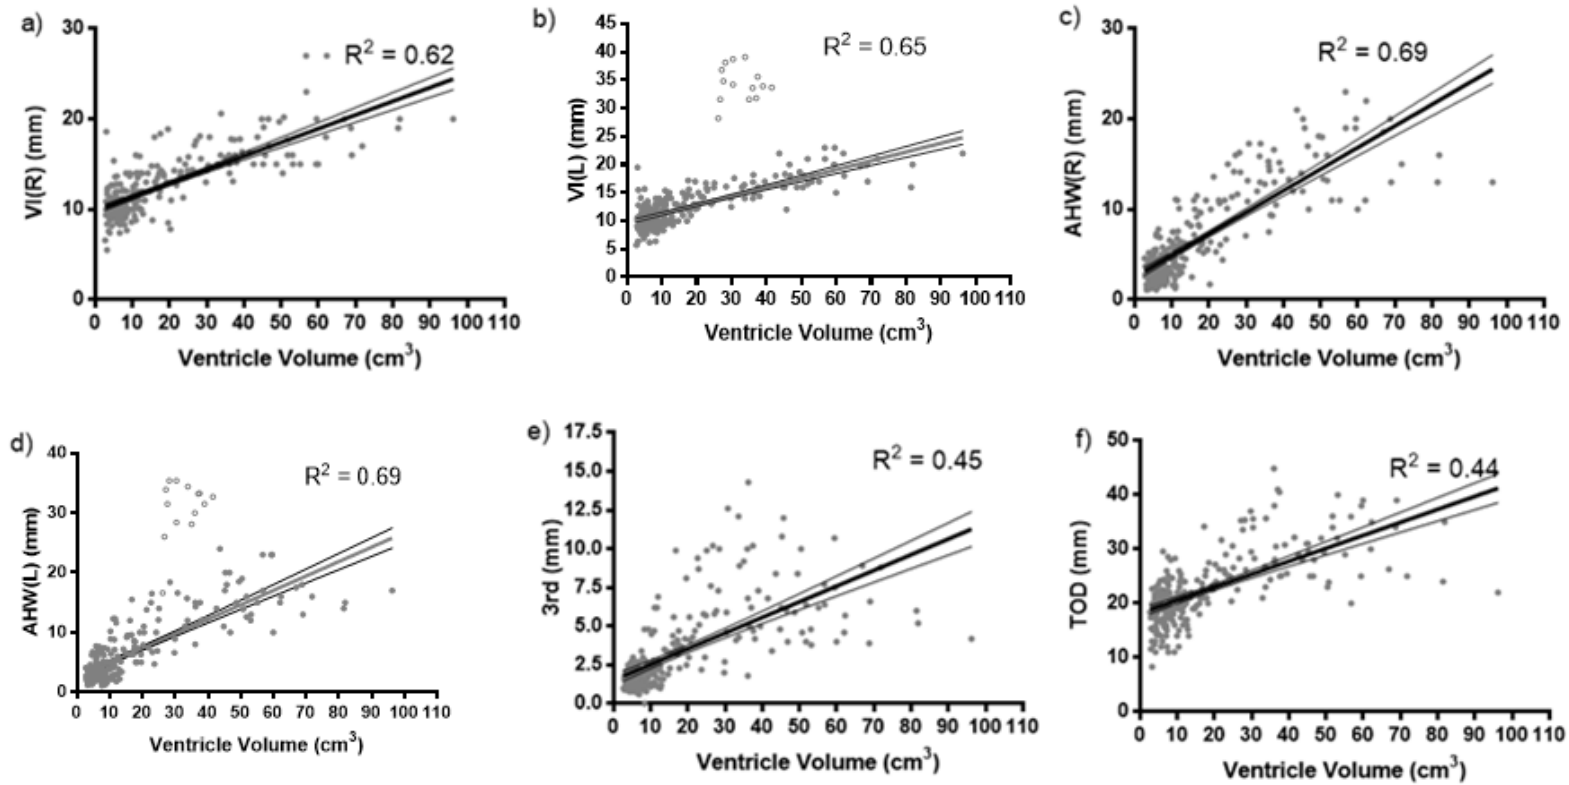 a)
R² = 0.62
VI(R) (mm)
30
20
10
0
0 10 20 30 40 50 60 70 80 90 100 110
Ventricle Volume (cm³)
b)
R² = 0.65
VI(L) (mm)
45
40
35
30
25
20
15
10
5
0
0 10 20 30 40 50 60 70 80 90 100 110
Ventricle Volume (cm³)
c)
R² = 0.69
AHW(R) (mm)
30
20
10
0
0 10 20 30 40 50 60 70 80 90 100 110
Ventricle Volume (cm³)
d)
R² = 0.69
AHW(L) (mm)
40
30
20
10
0
0 10 20 30 40 50 60 70 80 90 100 110
Ventricle Volume (cm³)
e)
R² = 0.45
3rd (mm)
17.5
15.0
12.5
10.0
7.5
5.0
2.5
0.0
0 10 20 30 40 50 60 70 80 90 100 110
Ventricle Volume (cm³)
f)
R² = 0.44
TOD (mm)
50
40
30
20
10
0
0 10 20 30 40 50 60 70 80 90 100 110
Ventricle Volume (cm³)